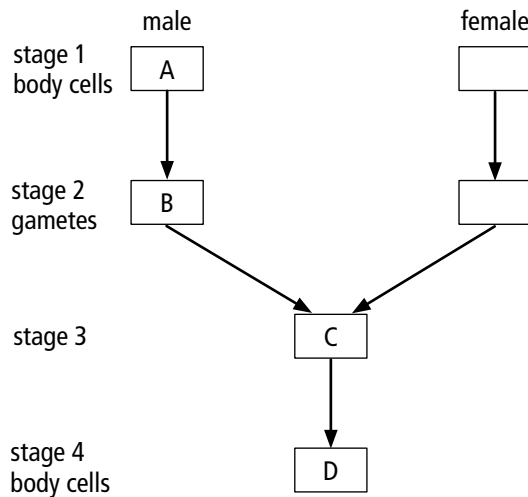 male female
stage 1
body cells
A
stage 2
gametes
B
stage 3
C
stage 4
body cells
D